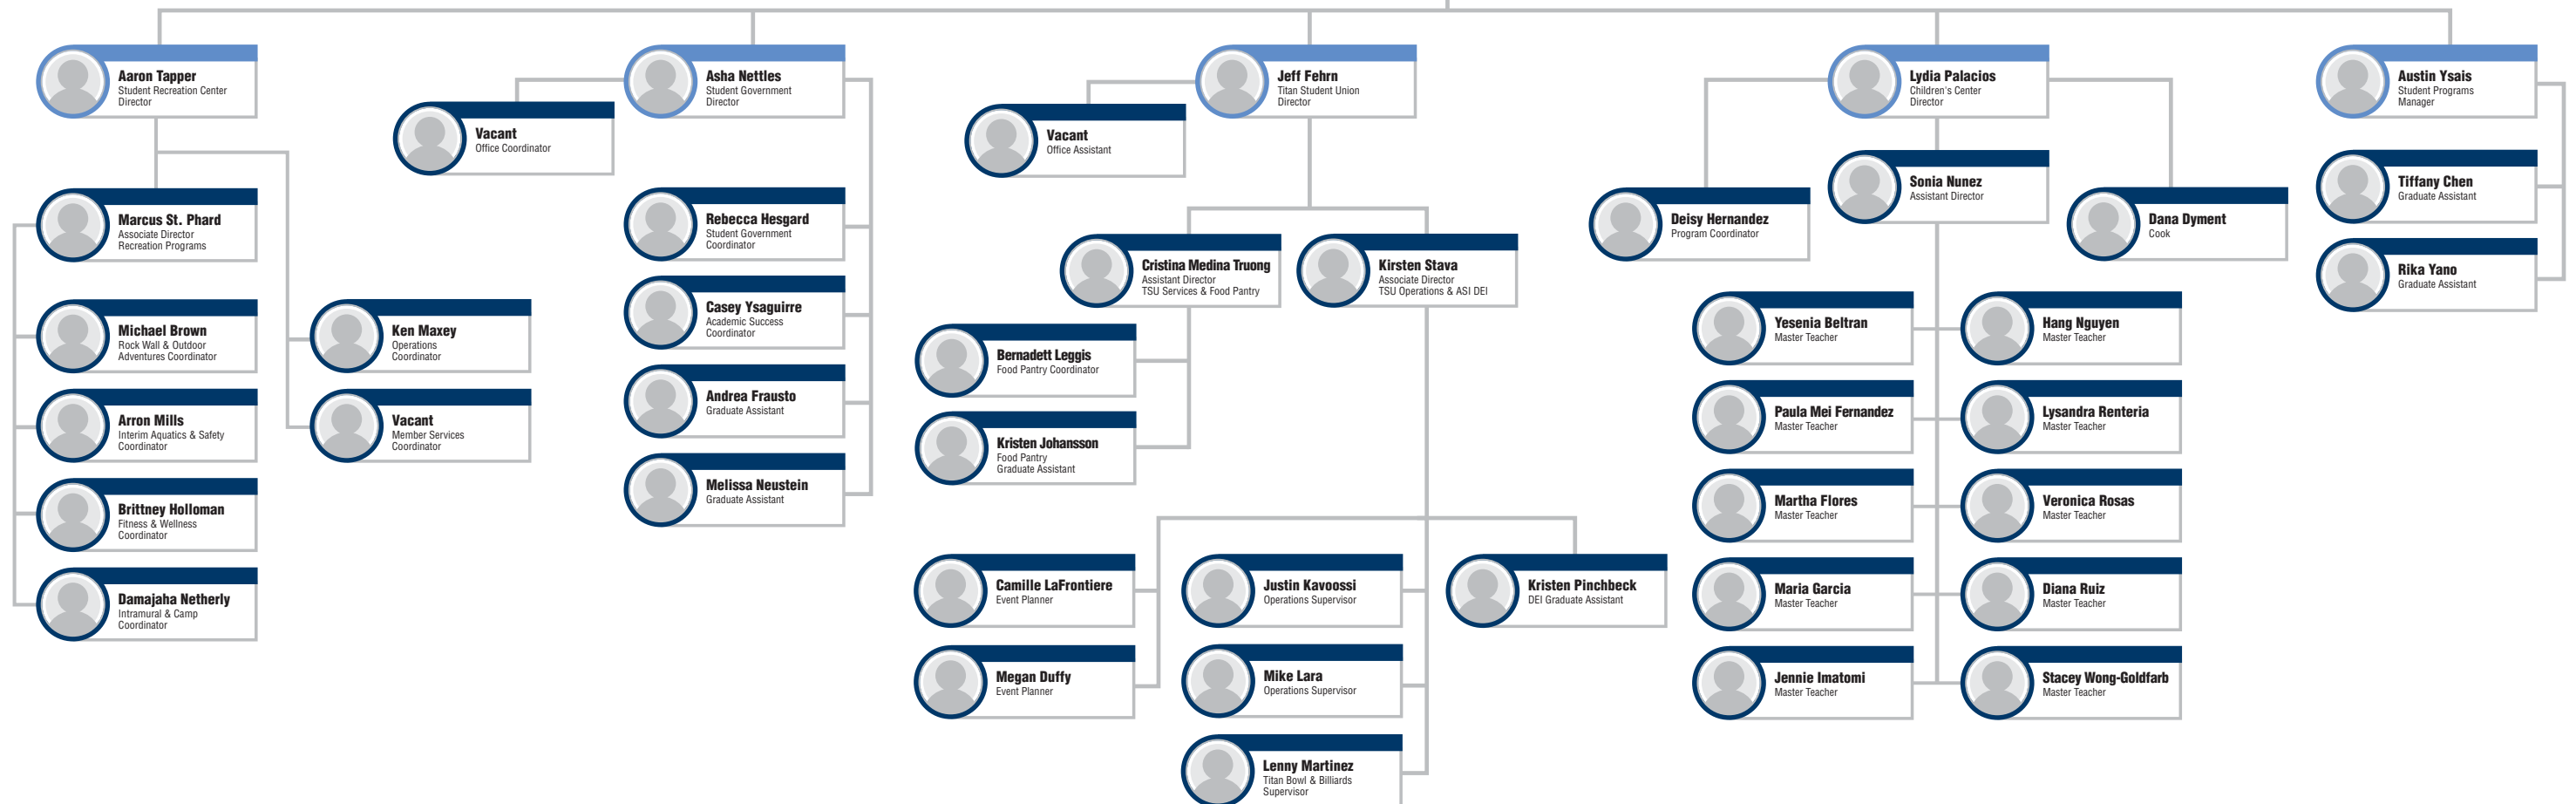 Aaron Tapper
Student Recreation Center
Director
Marcus St. Phard
Associate Director
Recreation Programs
Michael Brown
Rock Wall & Outdoor
Adventures Coordinator
Arron Mills
Interim Aquatics & Safety
Coordinator
Brittney Holloman
Fitness & Wellness
Coordinator
Damajaha Netherly
Intramural & Camp
Coordinator
Ken Maxey
Operations
Coordinator
Vacant
Member Services
Coordinator
Asha Nettles
Student Government
Director
Vacant
Office Coordinator
Rebecca Hesgard
Student Government
Coordinator
Casey Ysaguirre
Academic Success
Coordinator
Andrea Frausto
Graduate Assistant
Melissa Neustein
Graduate Assistant
Jeff Fehrn
Titan Student Union
Director
Vacant
Office Assistant
Cristina Medina Truong
Assistant Director
TSU Services & Food Pantry
Bernadett Leggis
Food Pantry Coordinator
Kristen Johansson
Food Pantry
Graduate Assistant
Kirsten Stava
Associate Director
TSU Operations & ASI DEI
Camille LaFrontiere
Event Planner
Megan Duffy
Event Planner
Justin Kavoossi
Operations Supervisor
Mike Lara
Operations Supervisor
Lenny Martinez
Titan Bowl & Billiards
Supervisor
Kristen Pinchbeck
DEI Graduate Assistant
Lydia Palacios
Children's Center
Director
Deisy Hernandez
Program Coordinator
Sonia Nunez
Assistant Director
Dana Dyment
Cook
Yesenia Beltran
Master Teacher
Hang Nguyen
Master Teacher
Paula Mei Fernandez
Master Teacher
Lysandra Renteria
Master Teacher
Martha Flores
Master Teacher
Veronica Rosas
Master Teacher
Maria Garcia
Master Teacher
Diana Ruiz
Master Teacher
Jennie Imatomi
Master Teacher
Stacey Wong-Goldfarb
Master Teacher
Austin Ysais
Student Programs
Manager
Tiffany Chen
Graduate Assistant
Rika Yano
Graduate Assistant